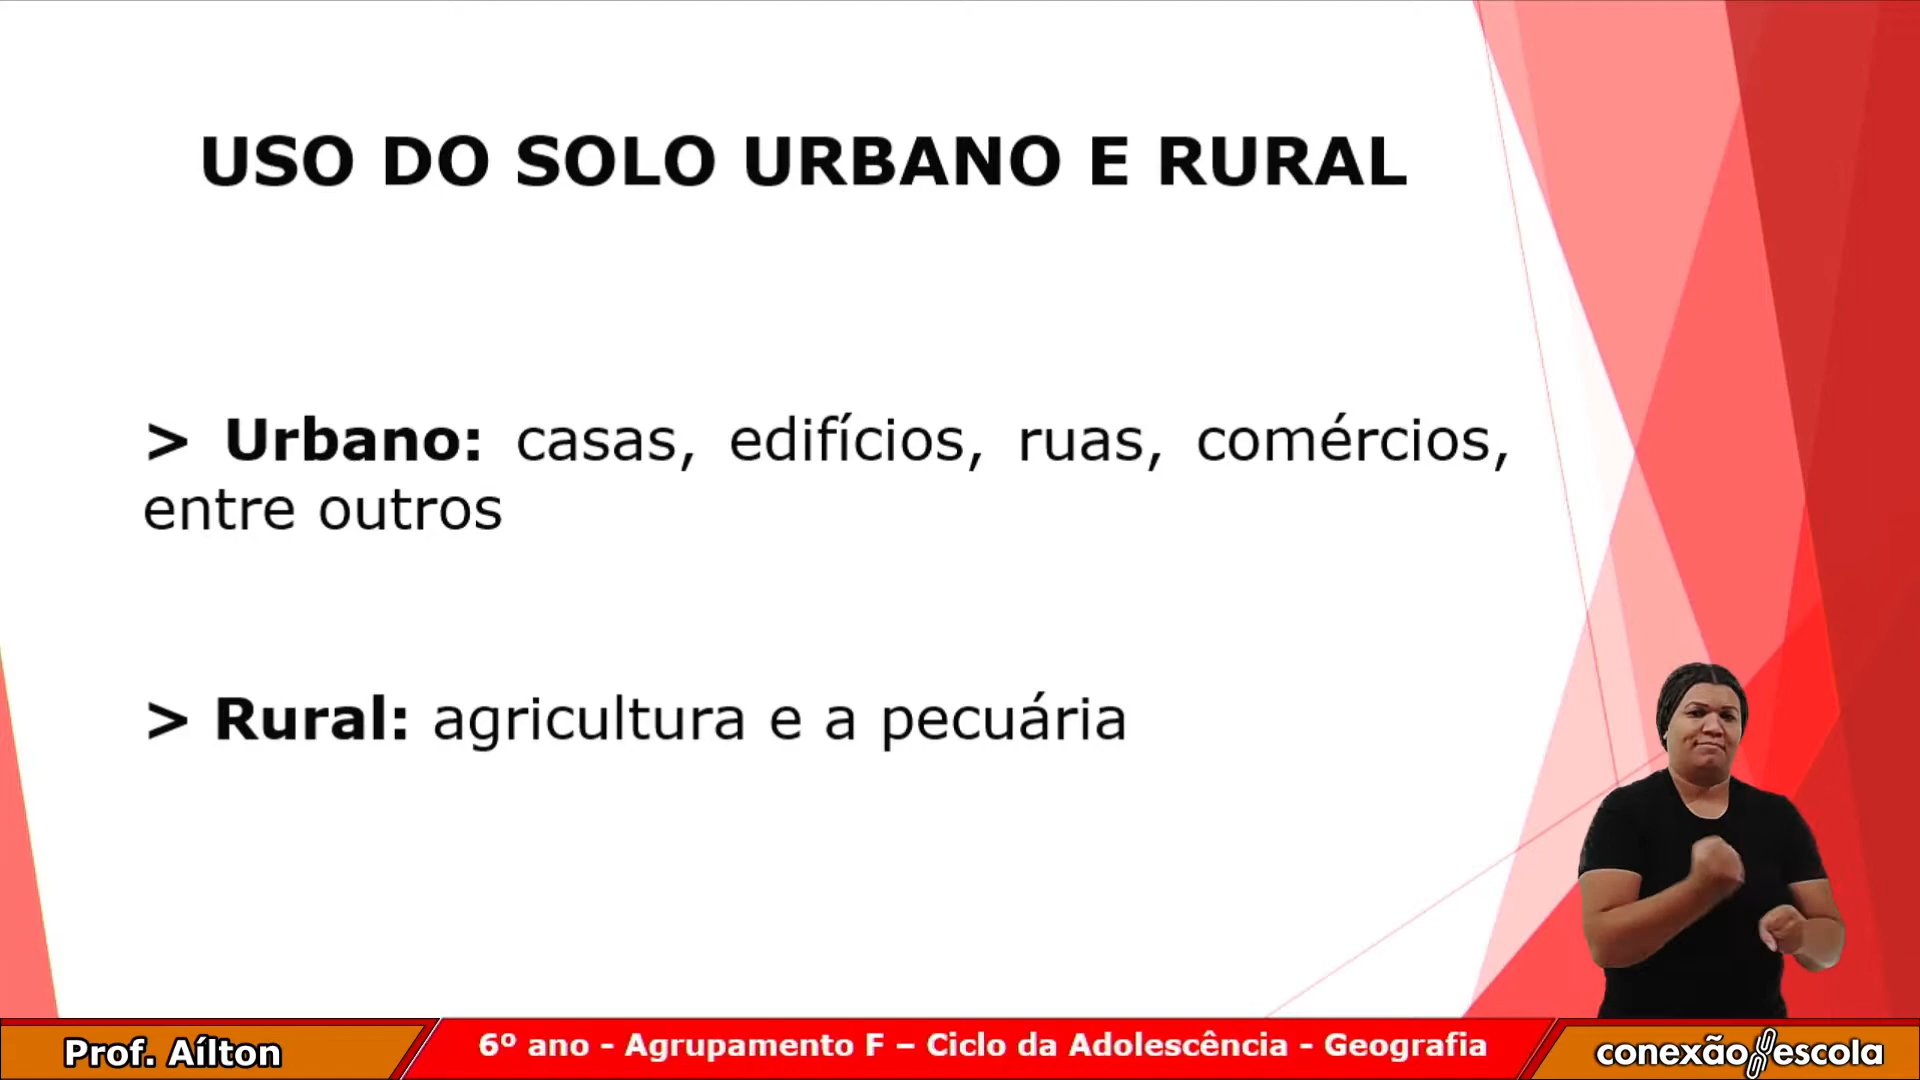 USO DO SOLO URBANO E RURAL
> Urbano: casas, edifícios, ruas, comércios,
entre outros
> Rural: agricultura e a pecuária
Prof. Aílton
6º ano - Agrupamento F – Ciclo da Adolescência - Geografia
conexão escola